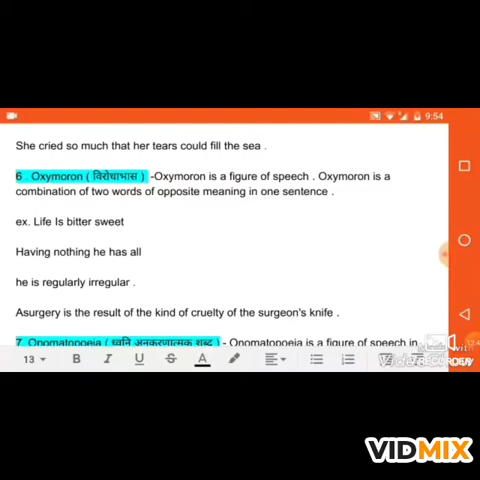 9:54
She cried so much that her tears could fill the sea .
6 . Oxymoron ( विरोधाभास ) -Oxymoron is a figure of speech . Oxymoron is a
combination of two words of opposite meaning in one sentence .
ex. Life Is bitter sweet
Having nothing he has all
he is regularly irregular .
Asurgery is the result of the kind of cruelty of the surgeon's knife .
7. Onomatopoeia ( ध्वनि अनुकरणात्मक शब्द ) - Onomatopoeia is a figure of speech in
13 B I U S A
with
RECORDER
VIDMIX